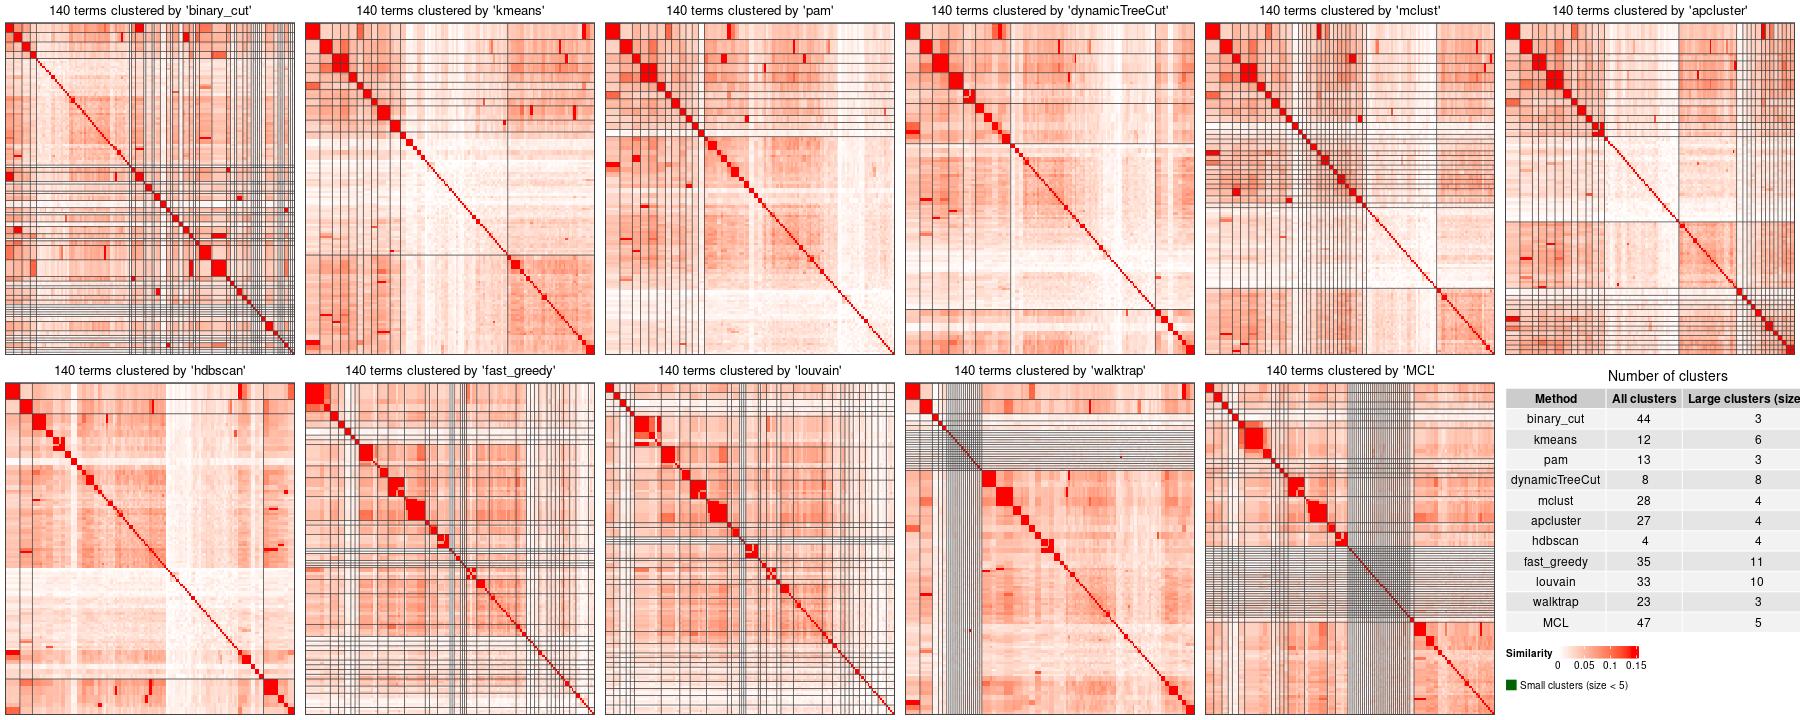 140 terms clustered by 'binary_cut'
140 terms clustered by 'kmeans'
140 terms clustered by 'pam'
140 terms clustered by 'dynamicTreeCut'
140 terms clustered by 'mclust'
140 terms clustered by 'apcluster'
140 terms clustered by 'hdbscan'
140 terms clustered by 'fast_greedy'
140 terms clustered by 'louvain'
140 terms clustered by 'walktrap'
140 terms clustered by 'MCL'
Number of clusters
Method All clusters Large clusters (size
binary_cut 44 3
kmeans 12 6
pam 13 3
dynamicTreeCut 8 8
mclust 28 4
apcluster 27 4
hdbscan 4 4
fast_greedy 35 11
louvain 33 10
walktrap 23 3
MCL 47 5
Similarity
0 0.05 0.1 0.15
Small clusters (size < 5)